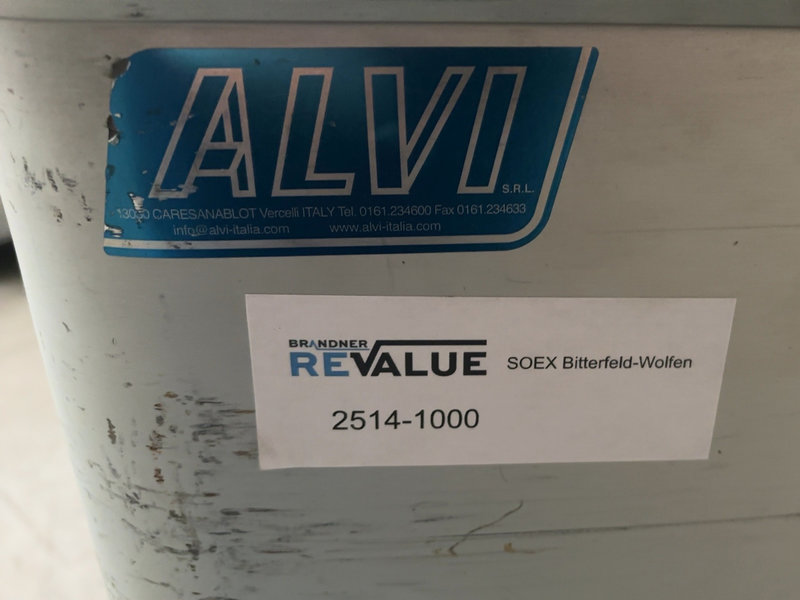 ALVI
S.R.L.
13030 CARESANABLOT Vercelli ITALY Tel. 0161.234600 Fax 0161.234633
info@alvi-italia.com www.alvi-italia.com
BRANDNER
REVALUE SOEX Bitterfeld-Wolfen
2514-1000